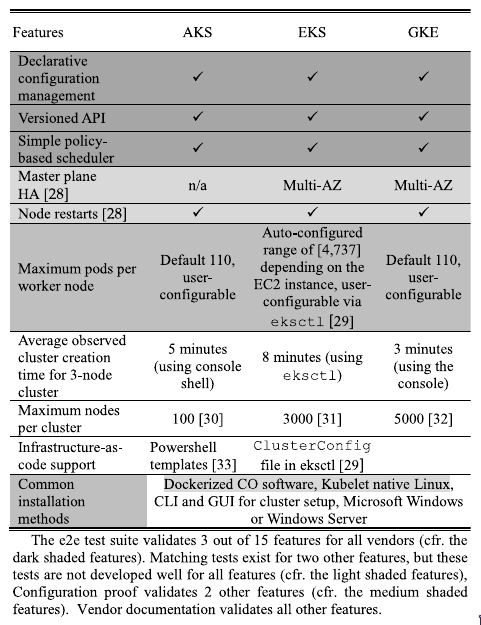 Features AKS EKS GKE
Declarative
configuration
management ✓ ✓ ✓
Versioned API ✓ ✓ ✓
Simple policy-
based scheduler ✓ ✓ ✓
Master plane
HA [28] n/a Multi-AZ Multi-AZ
Node restarts [28] ✓ ✓ ✓
Maximum pods per
worker node
Default 110,
user-
configurable
Auto-configured
range of [4,737]
depending on the
EC2 instance, user-
configurable via
eksctl [29]
Default 110,
user-
configurable
Average observed
cluster creation
time for 3-node
cluster
5 minutes
(using console
shell)
8 minutes (using
eksctl)
3 minutes
(using the
console)
Maximum nodes
per cluster
100 [30] 3000 [31] 5000 [32]
Infrastructure-as-
code support
Powershell
templates [33]
ClusterConfig
file in eksctl [29]
Common
installation
methods
Dockerized CO software, Kubelet native Linux,
CLI and GUI for cluster setup, Microsoft Windows
or Windows Server
The e2e test suite validates 3 out of 15 features for all vendors (cfr. the
dark shaded features). Matching tests exist for two other features, but these
tests are not developed well for all features (cfr. the light shaded features),
Configuration proof validates 2 other features (cfr. the medium shaded
features). Vendor documentation validates all other features.